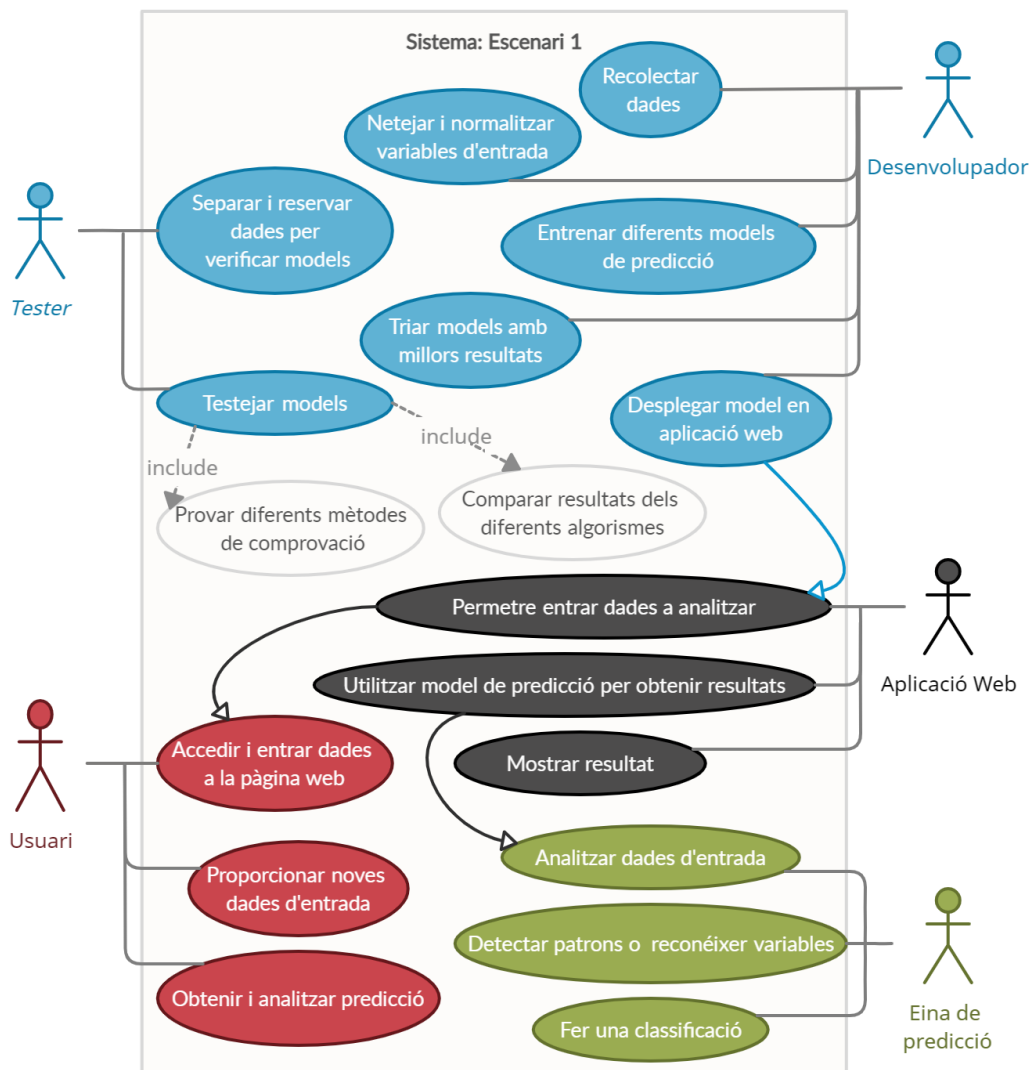 Sistema: Escenari 1
Recolectar
dades
Netejar i normalitzar
variables d'entrada
Desenvolupador
Separar i reservar
dades per
verificar models
Entrenar diferents models
de predicció
Tester
Triar models amb
millors resultats
Testejar models
Desplegar model en
aplicació web
include
include
Provar diferents mètodes
de comprovació
Comparar resultats dels
diferents algorismes
Permetre entrar dades a analitzar
Utilitzar model de predicció per obtenir resultats
Aplicació Web
Accedir i entrar dades
a la pàgina web
Mostrar resultat
Usuari
Analitzar dades d'entrada
Proporcionar noves
dades d'entrada
Detectar patrons o reconéixer variables
Obtenir i analitzar predicció
Fer una classificació
Eina de
predicció